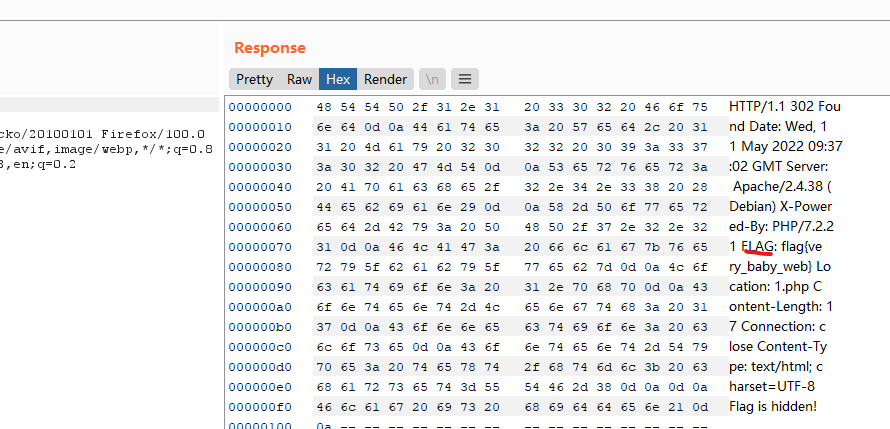 Response
Pretty Raw Hex Render \n ≡
cko/20100101 Firefox/100.0
e/avif,image/webp,*/*;q=0.8
3,en;q=0.2
00000000 48 54 54 50 2f 31 2e 31 20 33 30 32 20 46 6f 75 HTTP/1.1 302 Fou
00000010 6e 64 0d 0a 44 61 74 65 3a 20 57 65 64 2c 20 31 nd Date: Wed, 1
00000020 31 20 4d 61 79 20 32 30 32 32 20 30 39 3a 33 37 1 May 2022 09:37
00000030 3a 30 32 20 47 4d 54 0d 0a 53 65 72 76 65 72 3a :02 GMT Server:
00000040 20 41 70 61 63 68 65 2f 32 2e 34 2e 33 38 20 28 Apache/2.4.38 (
00000050 44 65 62 69 61 6e 29 0d 0a 58 2d 50 6f 77 65 72 Debian) X-Power
00000060 65 64 2d 42 79 3a 20 50 48 50 2f 37 2e 32 2e 32 ed-By: PHP/7.2.2
00000070 31 0d 0a 46 4c 41 47 3a 20 66 6c 61 67 7b 76 65 1 FLAG: flag{ve
00000080 72 79 5f 62 61 62 79 5f 77 65 62 7d 0d 0a 4c 6f ry_baby_web} Lo
00000090 63 61 74 69 6f 6e 3a 20 31 2e 70 68 70 0d 0a 43 cation: 1.php C
000000a0 6f 6e 74 65 6e 74 2d 4c 65 6e 67 74 68 3a 20 31 ontent-Length: 1
000000b0 37 0d 0a 43 6f 6e 6e 65 63 74 69 6f 6e 3a 20 63 7 Connection: c
000000c0 6c 6f 73 65 0d 0a 43 6f 6e 74 65 6e 74 2d 54 79 lose Content-Ty
000000d0 70 65 3a 20 74 65 78 74 2f 68 74 6d 6c 3b 20 63 pe: text/html; c
000000e0 68 61 72 73 65 74 3d 55 54 46 2d 38 0d 0a 0d 0a harset=UTF-8
000000f0 46 6c 61 67 20 69 73 20 68 69 64 64 65 6e 21 0d Flag is hidden!
00000100 0a -- -- -- -- -- -- -- -- -- -- -- -- -- -- --